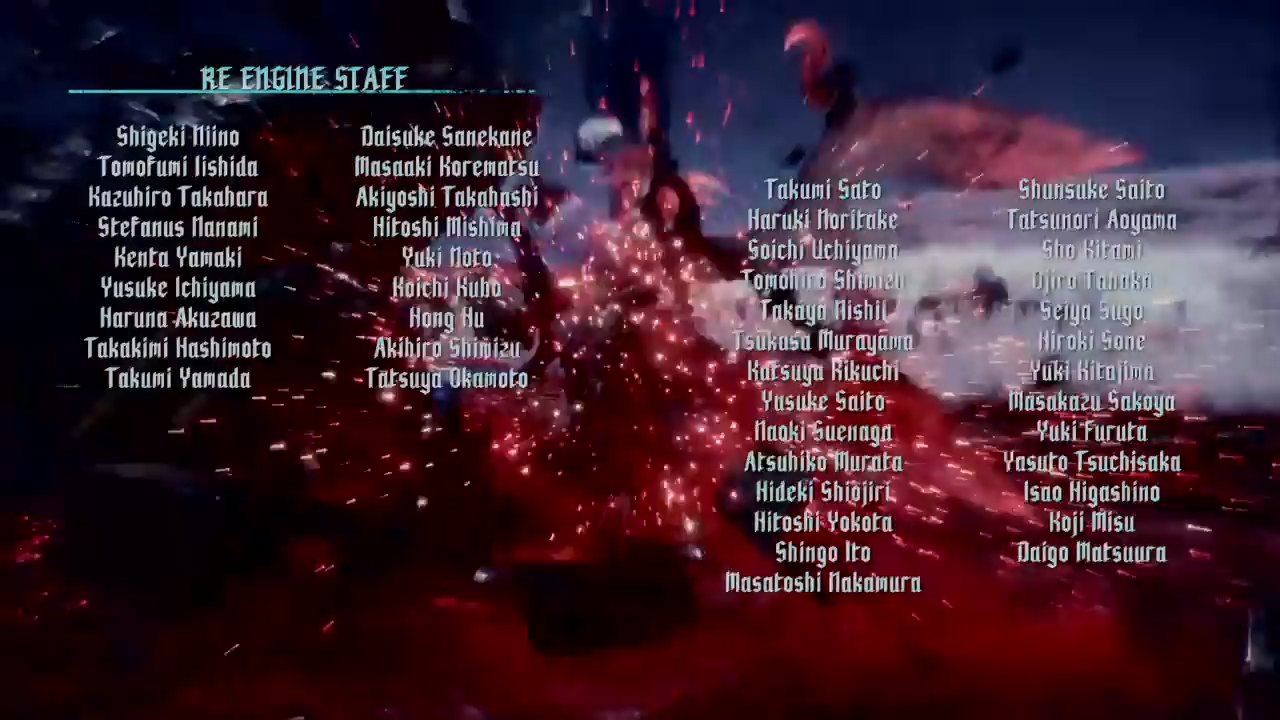 RE ENGINE STAFF
Shigeki Niino
Tomofumi Iishida
Kazuhiro Takahara
Stefanus Nanami
Kenta Yamaki
Yusuke Ichiyama
Haruna Akuzawa
Takakimi Hashimoto
Takumi Yamada
Daisuke Sanekane
Masaaki Korematsu
Akiyoshi Takahashi
Hitoshi Mishima
Yuki Noto
Koichi Kubo
Hong Hu
Akihiro Shimizu
Tatsuya Okamoto
Takumi Sato
Haruki Noritake
Soichi Uchiyama
Tomohiro Shimizu
Takaya Nishii
Tsukasa Murayama
Katsuya Kikuchi
Yusuke Saito
Naoki Suenaga
Atsuhiko Murata
Hideki Shiojiri
Hitoshi Yokota
Shingo Ito
Masatoshi Nakamura
Shunsuke Saito
Tatsunori Aoyama
Sho Kitami
Ojiro Tanaka
Seiya Sugo
Hiroki Sone
Yuki Kitajima
Masakazu Sakoya
Yuki Furuta
Yasuto Tsuchisaka
Isao Higashino
Koji Misu
Daigo Matsuura